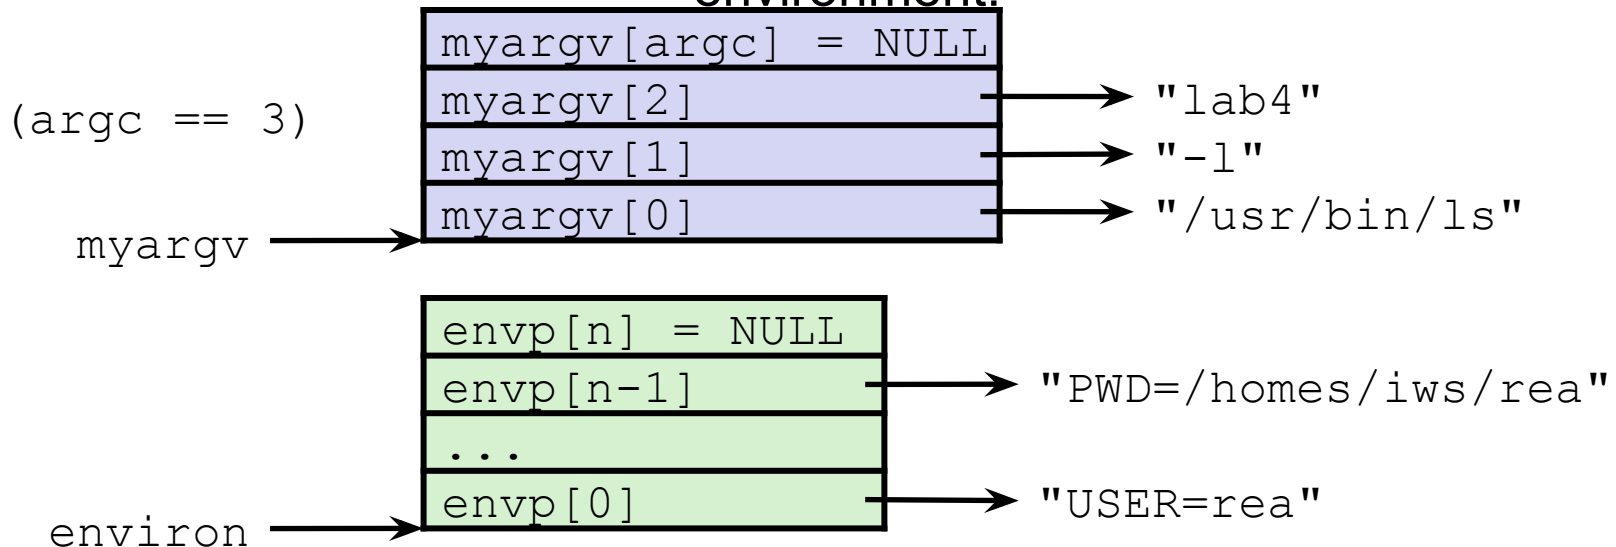 environment.
myargv[argc] = NULL
myargv[2] "lab4"
(argc == 3)
myargv[1] "-l"
myargv[0] "/usr/bin/ls"
myargv
envp[n] = NULL
envp[n-1] "PWD=/homes/iws/rea"
...
envp[0] "USER=rea"
environ